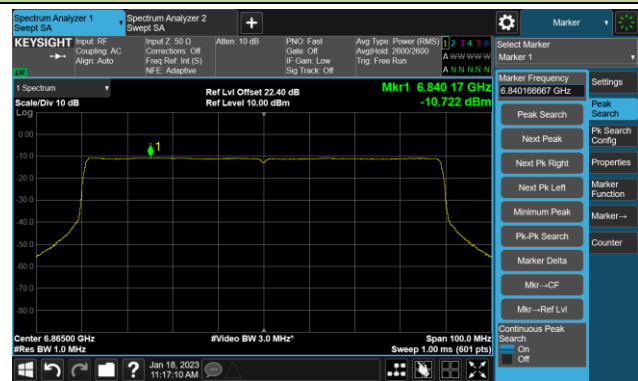 Spectrum Analyzer 1
Swept SA
Spectrum Analyzer 2
Swept SA
Marker
KEYSIGHT
Input: RF
Coupling: AC
Align: Auto
Input Z: 50 Ω
Corrections: Off
Freq Ref: Int (S)
NFE: Adaptive
Atten: 10 dB
PNO: Fast
Gate: Off
IF Gain: Low
Sig Track: Off
Avg Type: Power (RMS)
Avg|Hold: 2600/2600
Trig: Free Run
1 2 3 4 5 6
A W W W W W
A N N N N N
LW
Select Marker
Marker 1
1 Spectrum
Scale/Div 10 dB
Log
Ref Lvl Offset 22.40 dB
Ref Level 10.00 dBm
Mkr1 6.840 17 GHz
-10.722 dBm
0.00
-10.0
-20.0
-30.0
-40.0
-50.0
-60.0
-70.0
-80.0
1
Center 6.86500 GHz
#Res BW 1.0 MHz
#Video BW 3.0 MHz*
Span 100.0 MHz
Sweep 1.00 ms (601 pts)
Marker Frequency
6.840166667 GHz
Peak Search
Next Peak
Next Pk Right
Next Pk Left
Minimum Peak
Pk-Pk Search
Marker Delta
Mkr→CF
Mkr→Ref Lvl
Continuous Peak
Search
On
Off
Settings
Peak
Search
Pk Search
Config
Properties
Marker
Function
Marker→
Counter
Jan 18, 2023
11:17:10 AM